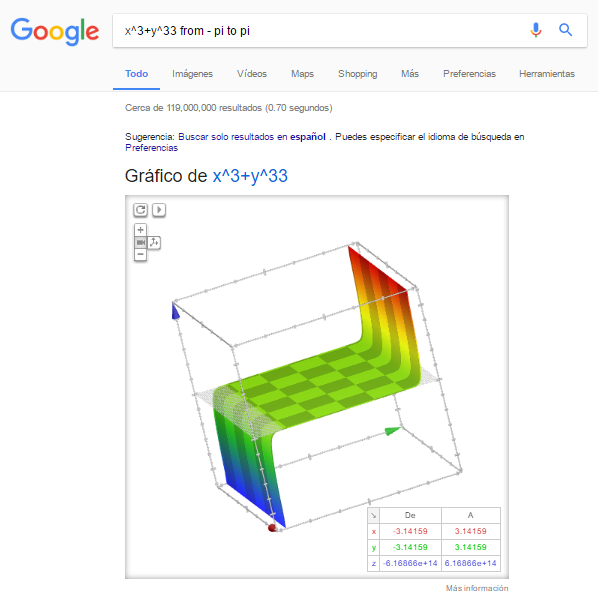 Google
x^3+y^33 from - pi to pi
Todo Imágenes Vídeos Maps Shopping Más Preferencias Herramientas
Cerca de 119,000,000 resultados (0.70 segundos)
Sugerencia: Buscar solo resultados en español . Puedes especificar el idioma de búsqueda en
Preferencias
Gráfico de x^3+y^33
De A
x -3.14159 3.14159
y -3.14159 3.14159
z -6.16866e+14 6.16866e+14
Más información